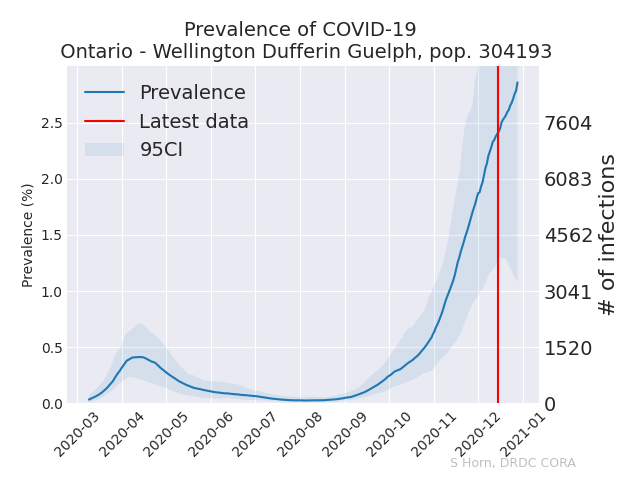 Prevalence of COVID-19
Ontario - Wellington Dufferin Guelph, pop. 304193
Prevalence
Latest data
95CI
Prevalence (%)
2.5
2.0
1.5
1.0
0.5
0.0
7604
6083
4562
3041
1520
0
# of infections
2020-03
2020-04
2020-05
2020-06
2020-07
2020-08
2020-09
2020-10
2020-11
2020-12
2021-01
S Horn, DRDC CORA